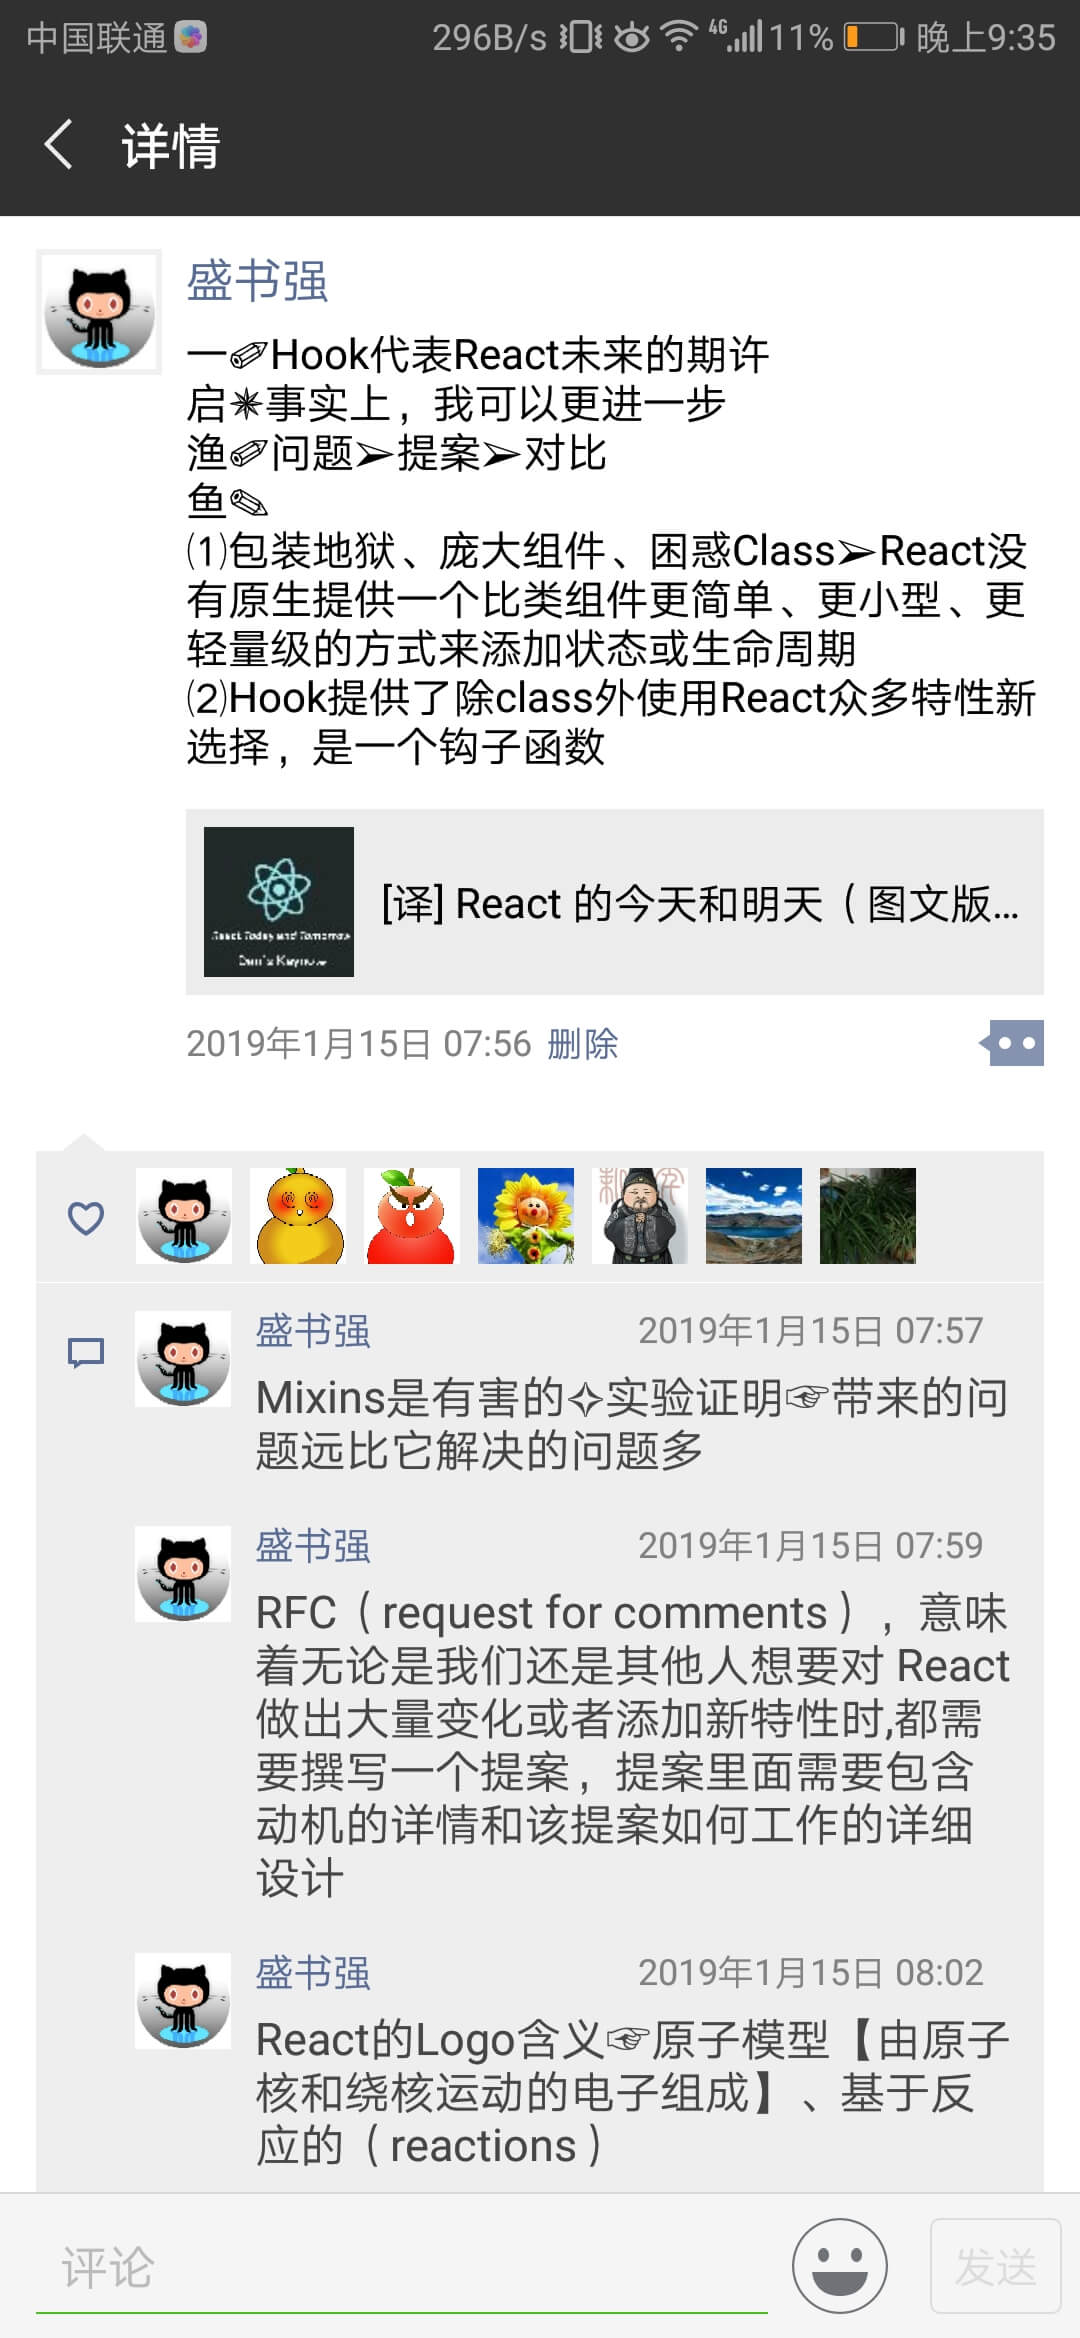 中国联通 296B/s 4G 11% 晚上9:35
详情
盛书强
一✐Hook代表React未来的期许
启✴事实上，我可以更进一步
渔✐问题➢提案➢对比
鱼✎
⑴包装地狱、庞大组件、困惑Class➢React没
有原生提供一个比类组件更简单、更小型、更
轻量级的方式来添加状态或生命周期
⑵Hook提供了除class外使用React众多特性新
选择，是一个钩子函数
React Today and Tomorrow
[译] React 的今天和明天（图文版...
2019年1月15日 07:56 删除
盛书强 2019年1月15日 07:57
Mixins是有害的✧实验证明☞带来的问
题远比它解决的问题多
盛书强 2019年1月15日 07:59
RFC（request for comments），意味
着无论是我们还是其他人想要对 React
做出大量变化或者添加新特性时,都需
要撰写一个提案，提案里面需要包含
动机的详情和该提案如何工作的详细
设计
盛书强 2019年1月15日 08:02
React的Logo含义☞原子模型【由原子
核和绕核运动的电子组成】、基于反
应的（reactions）
评论 发送